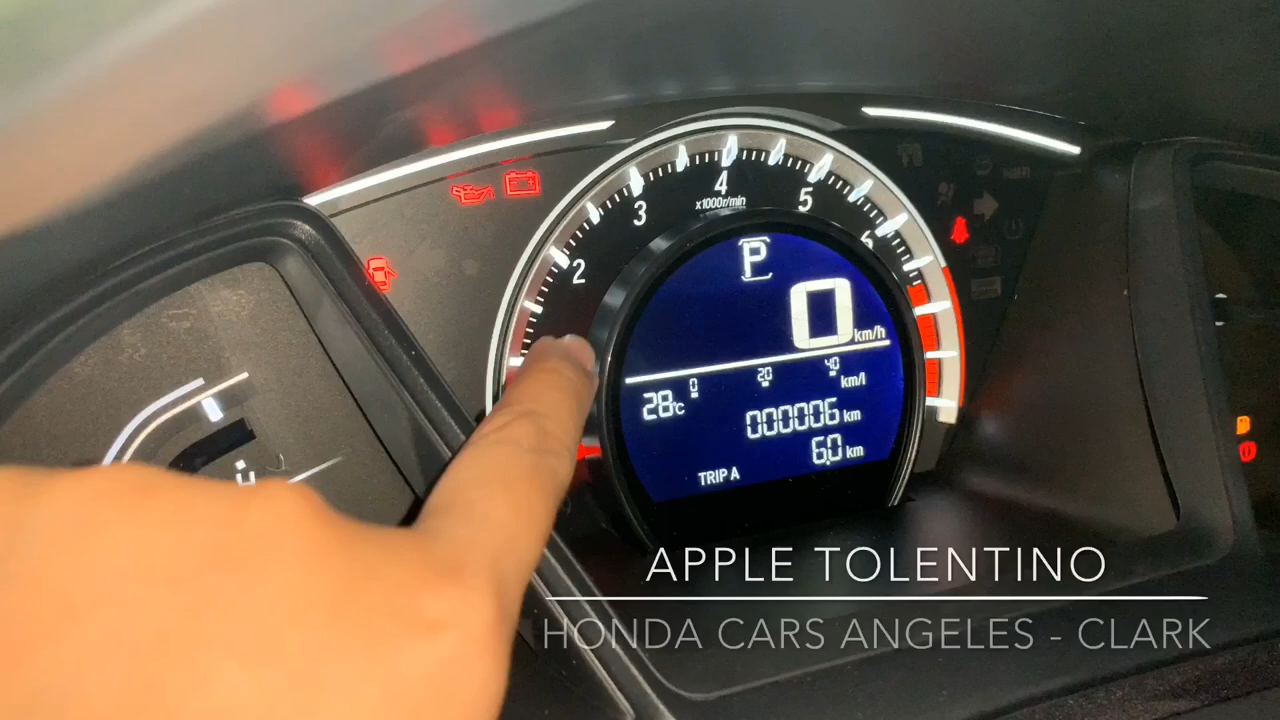 4
3
5
x1000r/min
6
2
P
0 km/h
0 20 40
28°C km/l
000006 km
6.0 km
TRIP A
APPLE TOLENTINO
HONDA CARS ANGELES - CLARK